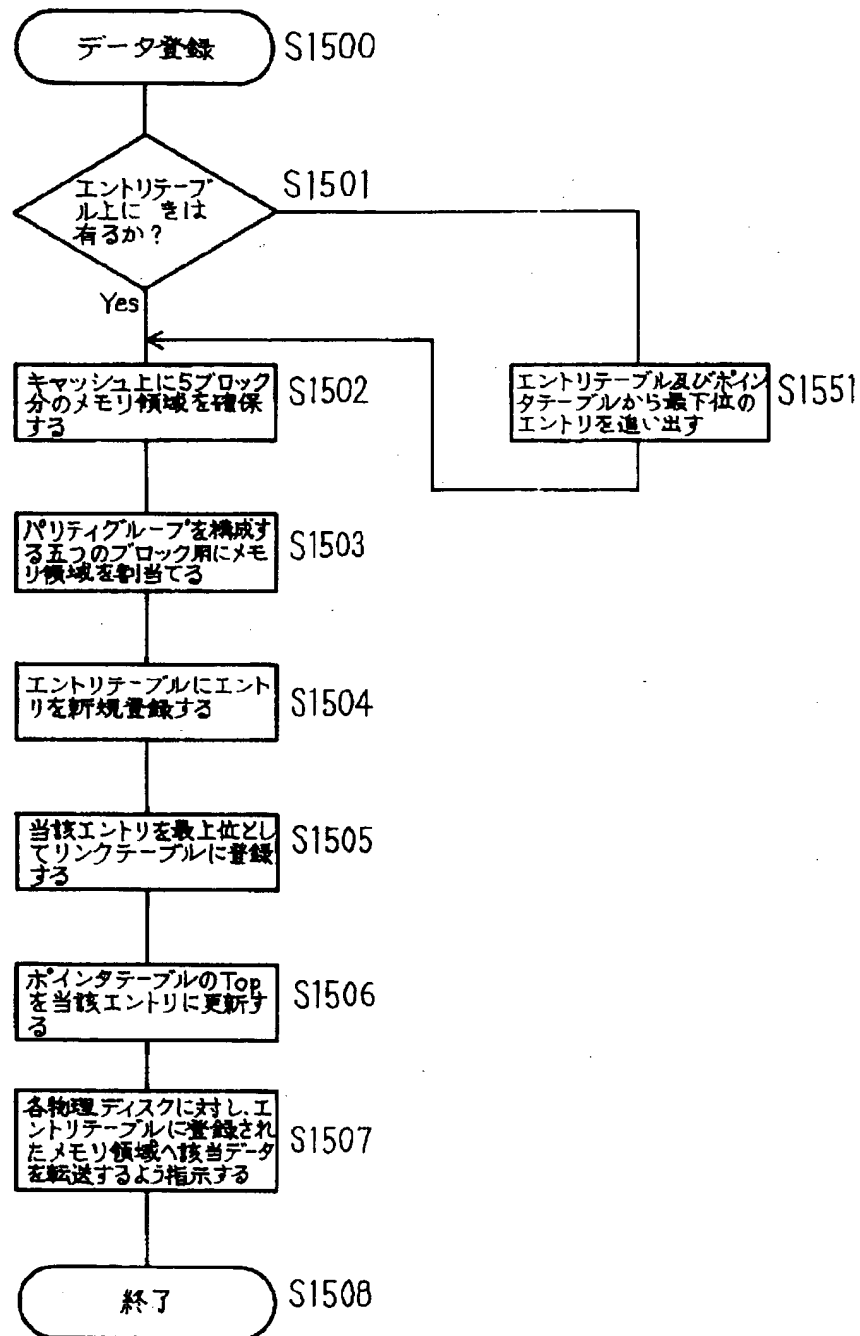 データ登録
S1500
エントリテーブ
ル上に きは
有るか?
S1501
Yes
キャッシュ上に5ブロック
分のメモリ領域を確保
する
S1502
エントリテーブル及びポイン
タテーブルから最下位の
エントリを追い出す
S1551
パリティグループを構成す
る五つのブロック用にメモ
リ領域を割当てる
S1503
エントリテーブルにエント
リを新規登録する
S1504
当該エントリを最上位とし
てリンクテーブルに登録
する
S1505
ポインタテーブルのTop
を当該エントリに更新す
る
S1506
各物理ディスクに対し、エ
ントリテーブルに登録され
たメモリ領域へ該当データ
を転送するよう指示する
S1507
終了
S1508